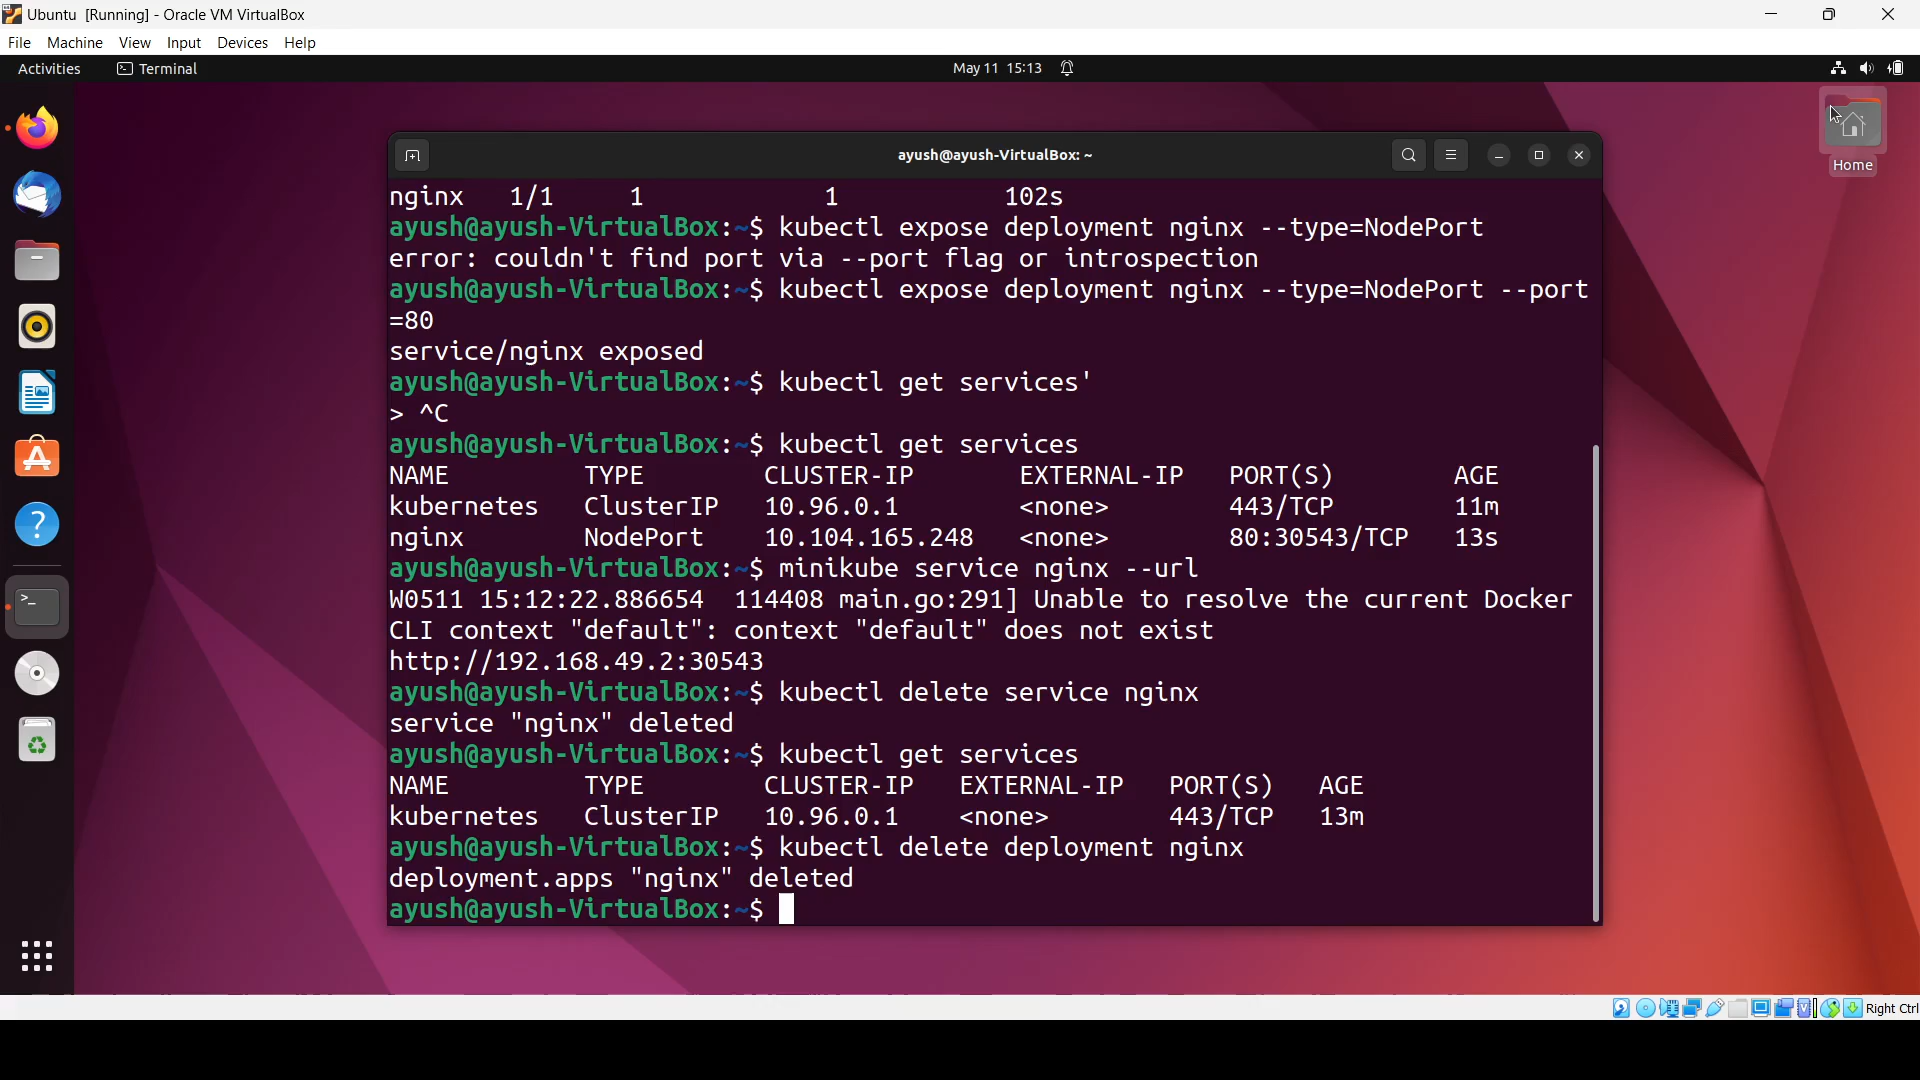 Ubuntu [Running] - Oracle VM VirtualBox
File Machine View Input Devices Help
Activities Terminal May 11 15:13
Home
ayush@ayush-VirtualBox: ~
nginx 1/1 1 1 102s
ayush@ayush-VirtualBox:~$ kubectl expose deployment nginx --type=NodePort
error: couldn't find port via --port flag or introspection
ayush@ayush-VirtualBox:~$ kubectl expose deployment nginx --type=NodePort --port
=80
service/nginx exposed
ayush@ayush-VirtualBox:~$ kubectl get services'
> ^C
ayush@ayush-VirtualBox:~$ kubectl get services
NAME TYPE CLUSTER-IP EXTERNAL-IP PORT(S) AGE
kubernetes ClusterIP 10.96.0.1 <none> 443/TCP 11m
nginx NodePort 10.104.165.248 <none> 80:30543/TCP 13s
ayush@ayush-VirtualBox:~$ minikube service nginx --url
W0511 15:12:22.886654 114408 main.go:291] Unable to resolve the current Docker
CLI context "default": context "default" does not exist
http://192.168.49.2:30543
ayush@ayush-VirtualBox:~$ kubectl delete service nginx
service "nginx" deleted
ayush@ayush-VirtualBox:~$ kubectl get services
NAME TYPE CLUSTER-IP EXTERNAL-IP PORT(S) AGE
kubernetes ClusterIP 10.96.0.1 <none> 443/TCP 13m
ayush@ayush-VirtualBox:~$ kubectl delete deployment nginx
deployment.apps "nginx" deleted
ayush@ayush-VirtualBox:~$
Right Ctrl